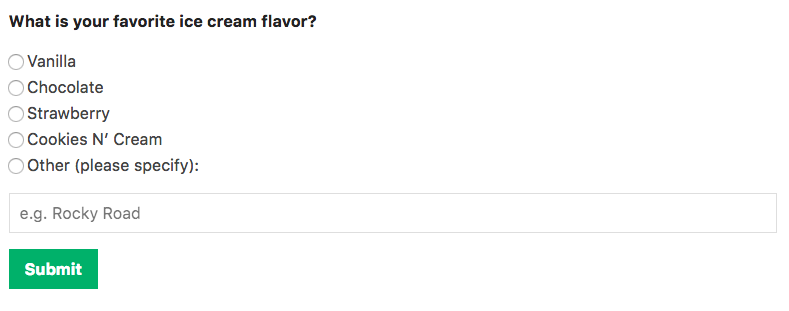 What is your favorite ice cream flavor?
Vanilla
Chocolate
Strawberry
Cookies N’ Cream
Other (please specify):
e.g. Rocky Road
Submit